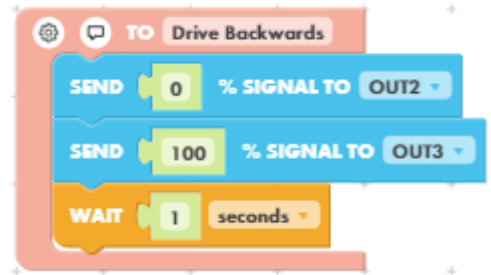 TO Drive Backwards
SEND 0 % SIGNAL TO OUT2
SEND 100 % SIGNAL TO OUT3
WAIT 1 seconds